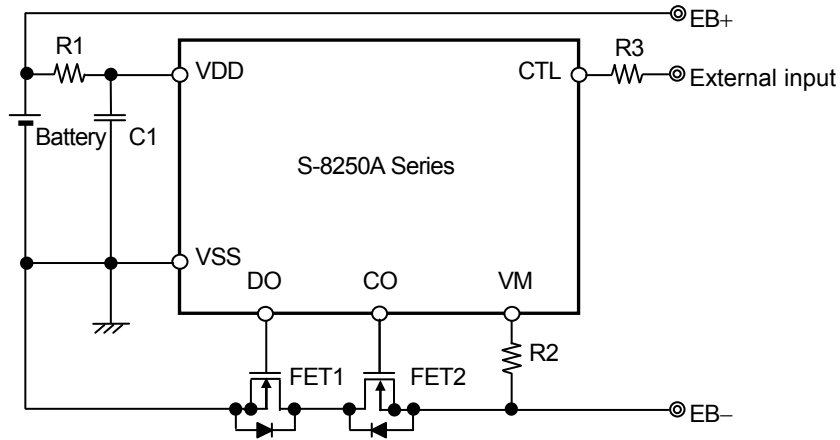 EB+
R1
R3
VDD
CTL
External input
Battery
C1
S-8250A Series
VSS
DO
CO
VM
R2
FET1
FET2
EB−